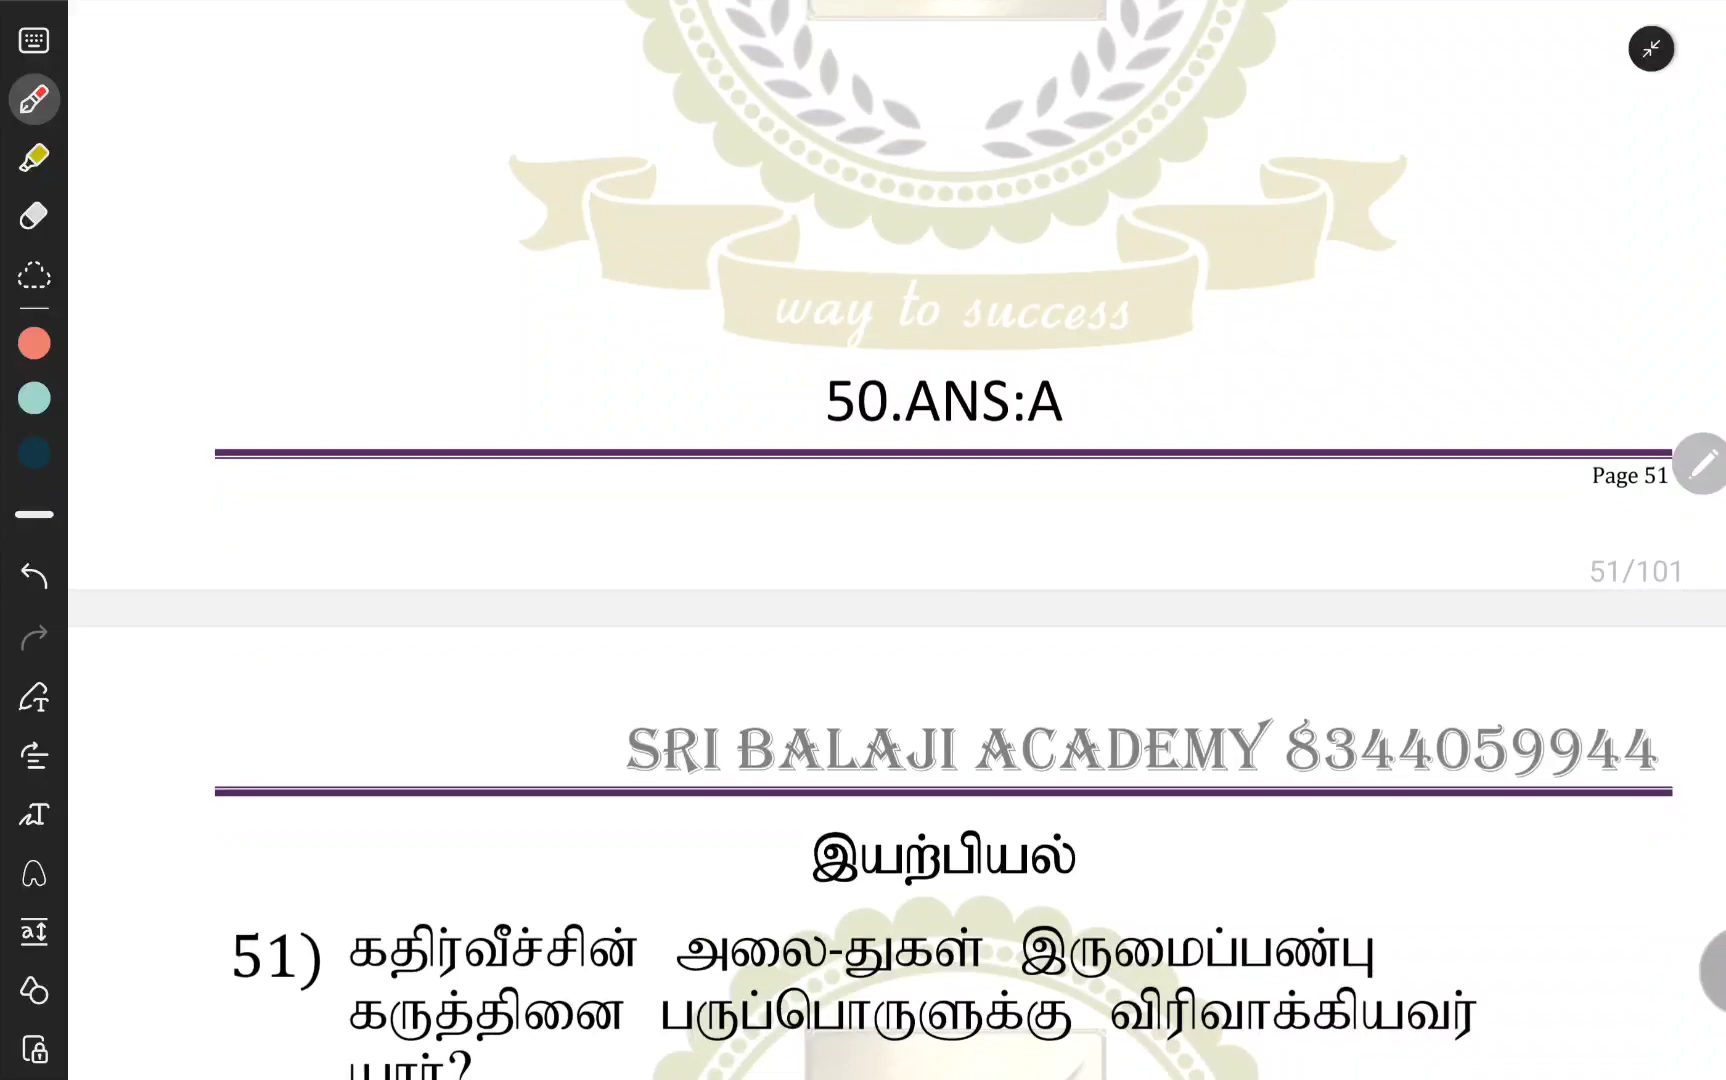 way to success
50.ANS:A
Page 51
51/101
SRI BALAJI ACADEMY 8344059944
இயற்பியல்
51) கதிர்வீச்சின் அலை-துகள் இருமைப்பண்பு
கருத்தினை பருப்பொருளுக்கு விரிவாக்கியவர்
யார்?